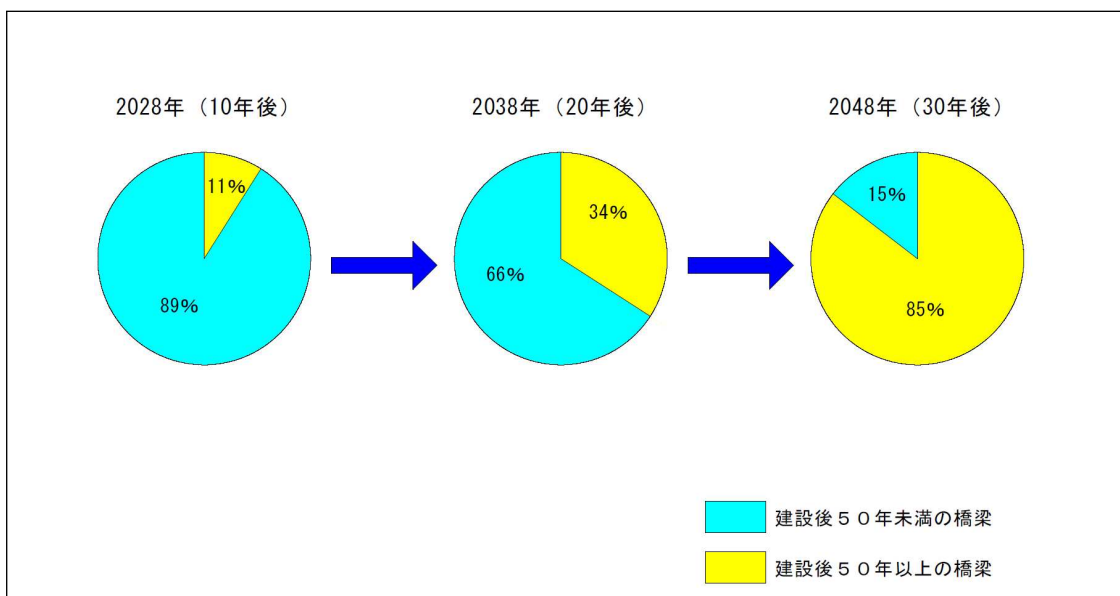 2028年（10年後）
2038年（20年後）
2048年（30年後）
11%
89%
34%
66%
15%
85%
建設後５０年未満の橋梁
建設後５０年以上の橋梁